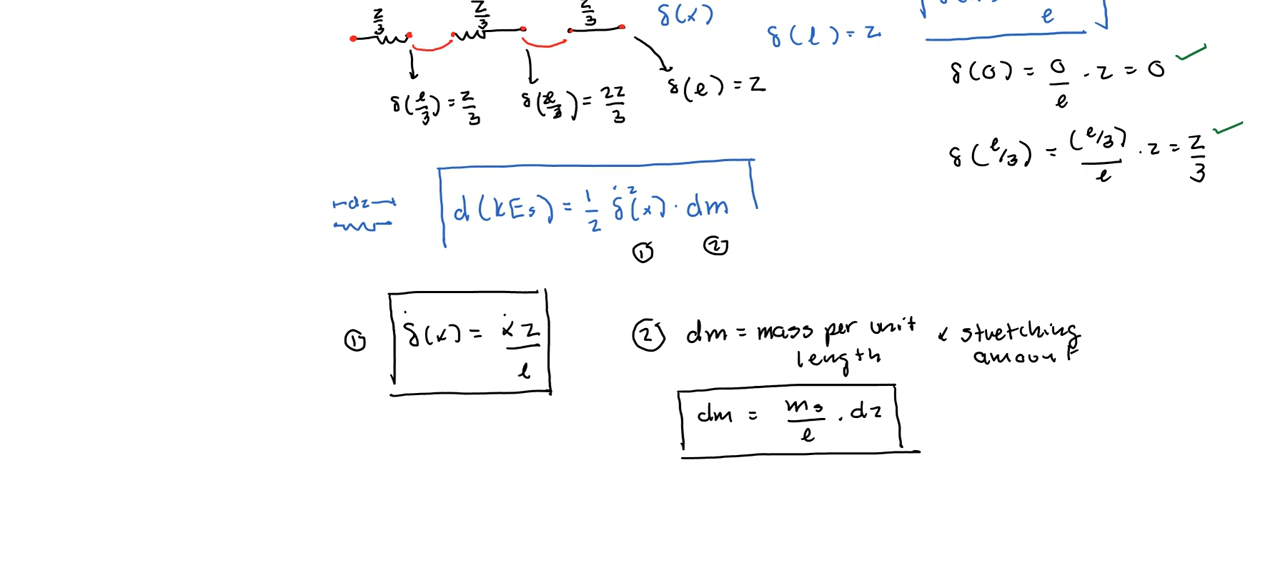 z/3 z/3 z/3 δ(x)
δ(l) = z
e
δ(0) = 0/e · z = 0 ✓
δ(e/3) = z/3 δ(2e/3) = 2z/3 δ(e) = z
δ(e/3) = (e/3)/e · z = z/3 ✓
dz
d(KEs) = 1/2 δ̇²(x) · dm
① ②
① δ̇(x) = ẋz/e
② dm = mass per unit length × stretching amount
dm = ms/e · dz